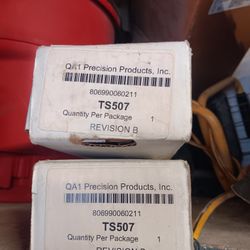 QA1 Precision Products, Inc.
806990060211
TS507
Quantity Per Package 1
REVISION B
QA1 Precision Products, Inc.
806990060211
TS507
Quantity Per Package 1
REVISION B